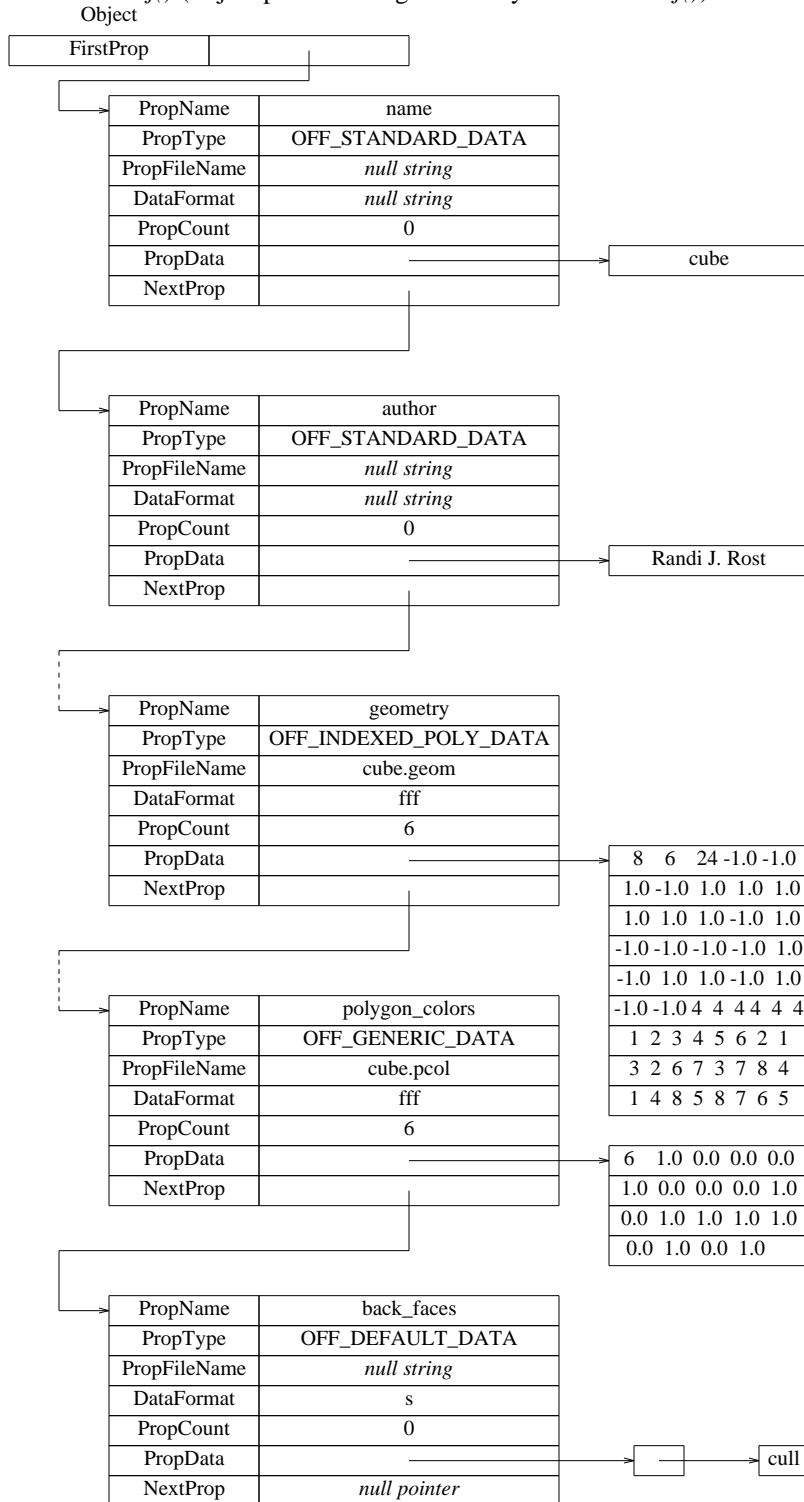 Object
FirstProp
PropName name
PropType OFF_STANDARD_DATA
PropFileName null string
DataFormat null string
PropCount 0
PropData cube
NextProp
PropName author
PropType OFF_STANDARD_DATA
PropFileName null string
DataFormat null string
PropCount 0
PropData Randi J. Rost
NextProp
PropName geometry
PropType OFF_INDEXED_POLY_DATA
PropFileName cube.geom
DataFormat fff
PropCount 6
PropData
NextProp
8 6 24 -1.0 -1.0
1.0 -1.0 1.0 1.0 1.0
1.0 1.0 1.0 -1.0 1.0
-1.0 -1.0 -1.0 -1.0 1.0
-1.0 1.0 1.0 -1.0 1.0
-1.0 -1.0 4 4 4 4 4 4
1 2 3 4 5 6 2 1
3 2 6 7 3 7 8 4
1 4 8 5 8 7 6 5
PropName polygon_colors
PropType OFF_GENERIC_DATA
PropFileName cube.pcol
DataFormat fff
PropCount 6
PropData
NextProp
6 1.0 0.0 0.0 0.0
1.0 0.0 0.0 0.0 1.0
0.0 1.0 1.0 1.0 1.0
0.0 1.0 0.0 1.0
PropName back_faces
PropType OFF_DEFAULT_DATA
PropFileName null string
DataFormat s
PropCount 0
PropData cull
NextProp null pointer